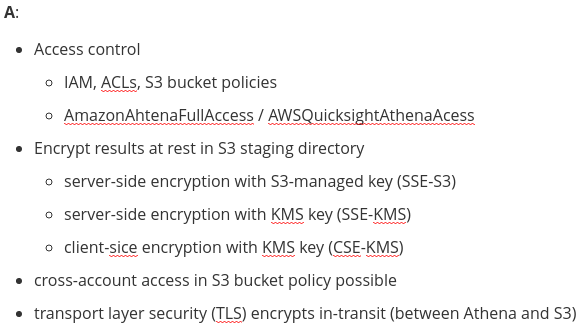 A:
Access control
IAM, ACLs, S3 bucket policies
AmazonAhtenaFullAccess / AWSQuicksightAthenaAcess
Encrypt results at rest in S3 staging directory
server-side encryption with S3-managed key (SSE-S3)
server-side encryption with KMS key (SSE-KMS)
client-sice encryption with KMS key (CSE-KMS)
cross-account access in S3 bucket policy possible
transport layer security (TLS) encrypts in-transit (between Athena and S3)